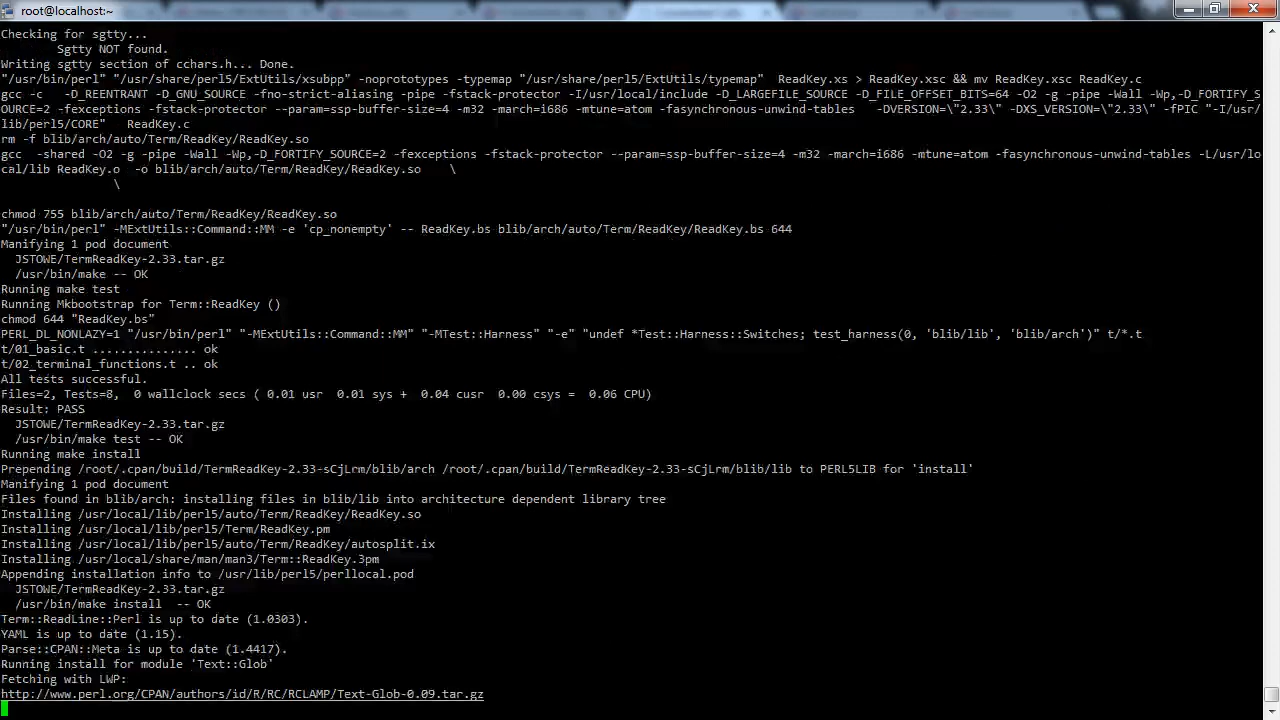 root@localhost:~
Checking for sgtty...
Sgtty NOT found.
Writing sgtty section of cchars.h... Done.
"/usr/bin/perl" "/usr/share/perl5/ExtUtils/xsubpp" -noprototypes -typemap "/usr/share/perl5/ExtUtils/typemap"  ReadKey.xs > ReadKey.xsc && mv ReadKey.xsc ReadKey.c
gcc -c   -D_REENTRANT -D_GNU_SOURCE -fno-strict-aliasing -pipe -fstack-protector -I/usr/local/include -D_LARGEFILE_SOURCE -D_FILE_OFFSET_BITS=64 -O2 -g -pipe -Wall -Wp,-D_FORTIFY_S
OURCE=2 -fexceptions -fstack-protector --param=ssp-buffer-size=4 -m32 -march=i686 -mtune=atom -fasynchronous-unwind-tables   -DVERSION=\"2.33\" -DXS_VERSION=\"2.33\" -fPIC "-I/usr/
lib/perl5/CORE"   ReadKey.c
rm -f blib/arch/auto/Term/ReadKey/ReadKey.so
gcc  -shared -O2 -g -pipe -Wall -Wp,-D_FORTIFY_SOURCE=2 -fexceptions -fstack-protector --param=ssp-buffer-size=4 -m32 -march=i686 -mtune=atom -fasynchronous-unwind-tables -L/usr/lo
cal/lib ReadKey.o  -o blib/arch/auto/Term/ReadKey/ReadKey.so    \
\
chmod 755 blib/arch/auto/Term/ReadKey/ReadKey.so
"/usr/bin/perl" -MExtUtils::Command::MM -e 'cp_nonempty' -- ReadKey.bs blib/arch/auto/Term/ReadKey/ReadKey.bs 644
Manifying 1 pod document
JSTOWE/TermReadKey-2.33.tar.gz
/usr/bin/make -- OK
Running make test
Running Mkbootstrap for Term::ReadKey ()
chmod 644 "ReadKey.bs"
PERL_DL_NONLAZY=1 "/usr/bin/perl" "-MExtUtils::Command::MM" "-MTest::Harness" "-e" "undef *Test::Harness::Switches; test_harness(0, 'blib/lib', 'blib/arch')" t/*.t
t/01_basic.t ............... ok
t/02_terminal_functions.t .. ok
All tests successful.
Files=2, Tests=8,  0 wallclock secs ( 0.01 usr  0.01 sys +  0.04 cusr  0.00 csys =  0.06 CPU)
Result: PASS
JSTOWE/TermReadKey-2.33.tar.gz
/usr/bin/make test -- OK
Running make install
Prepending /root/.cpan/build/TermReadKey-2.33-sCjLrm/blib/arch /root/.cpan/build/TermReadKey-2.33-sCjLrm/blib/lib to PERL5LIB for 'install'
Manifying 1 pod document
Files found in blib/arch: installing files in blib/lib into architecture dependent library tree
Installing /usr/local/lib/perl5/auto/Term/ReadKey/ReadKey.so
Installing /usr/local/lib/perl5/Term/ReadKey.pm
Installing /usr/local/lib/perl5/auto/Term/ReadKey/autosplit.ix
Installing /usr/local/share/man/man3/Term::ReadKey.3pm
Appending installation info to /usr/lib/perl5/perllocal.pod
JSTOWE/TermReadKey-2.33.tar.gz
/usr/bin/make install  -- OK
Term::ReadLine::Perl is up to date (1.0303).
YAML is up to date (1.15).
Parse::CPAN::Meta is up to date (1.4417).
Running install for module 'Text::Glob'
Fetching with LWP:
http://www.perl.org/CPAN/authors/id/R/RC/RCLAMP/Text-Glob-0.09.tar.gz